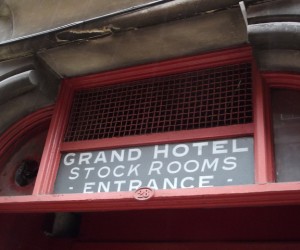 GRAND HOTEL
STOCK ROOMS
- ENTRANCE -